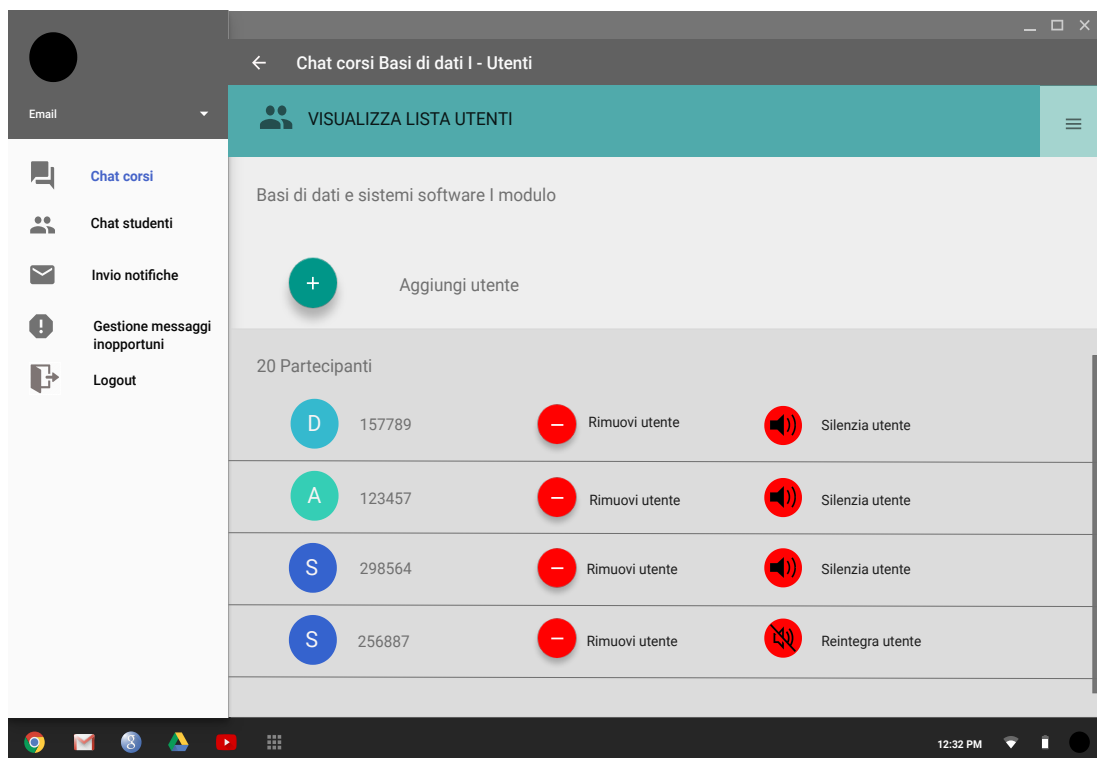 Chat corsi Basi di dati I - Utenti
Email
VISUALIZZA LISTA UTENTI
Chat corsi
Chat studenti
Invio notifiche
Gestione messaggi
inopportuni
Logout
Basi di dati e sistemi software I modulo
+ Aggiungi utente
20 Partecipanti
D 157789 Rimuovi utente Silenzia utente
A 123457 Rimuovi utente Silenzia utente
S 298564 Rimuovi utente Silenzia utente
S 256887 Rimuovi utente Reintegra utente
8 12:32 PM